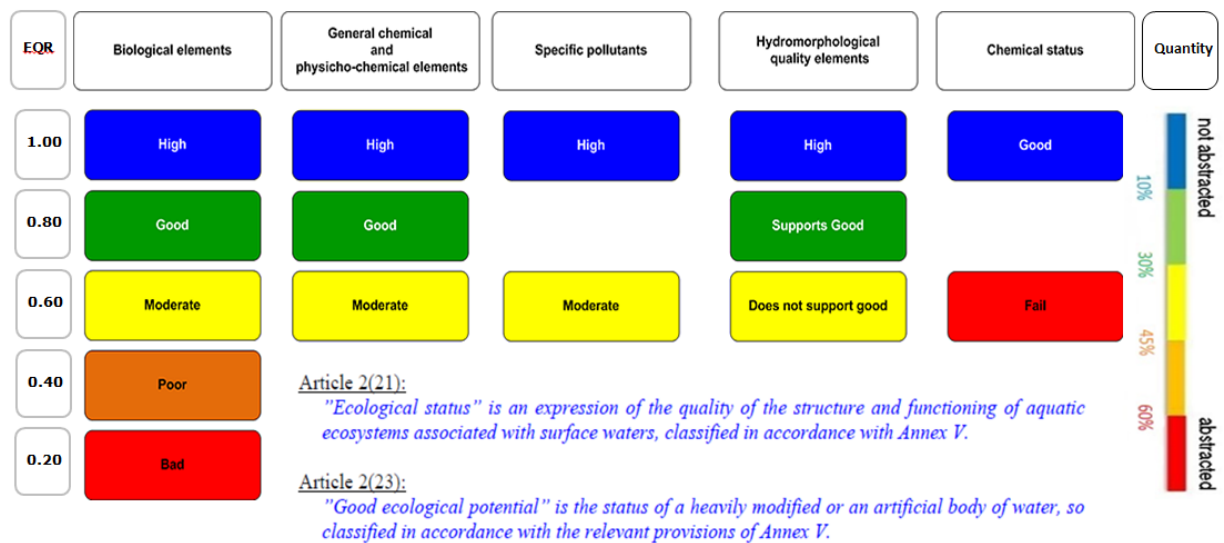 EQR
Biological elements
General chemical
and
physicho-chemical elements
Specific pollutants
Hydromorphological
quality elements
Chemical status
Quantity
1.00
High
High
High
High
Good
not abstracted
10%
0.80
Good
Good
Supports Good
30%
0.60
Moderate
Moderate
Moderate
Does not support good
Fail
45%
0.40
Poor
60%
abstracted
0.20
Bad
Article 2(21):
”Ecological status” is an expression of the quality of the structure and functioning of aquatic
ecosystems associated with surface waters, classified in accordance with Annex V.
Article 2(23):
”Good ecological potential” is the status of a heavily modified or an artificial body of water, so
classified in accordance with the relevant provisions of Annex V.